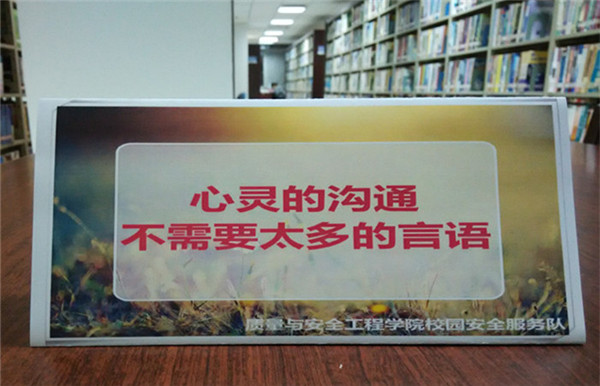 心灵的沟通
不需要太多的言语
质量与安全工程学院校园安全服务队